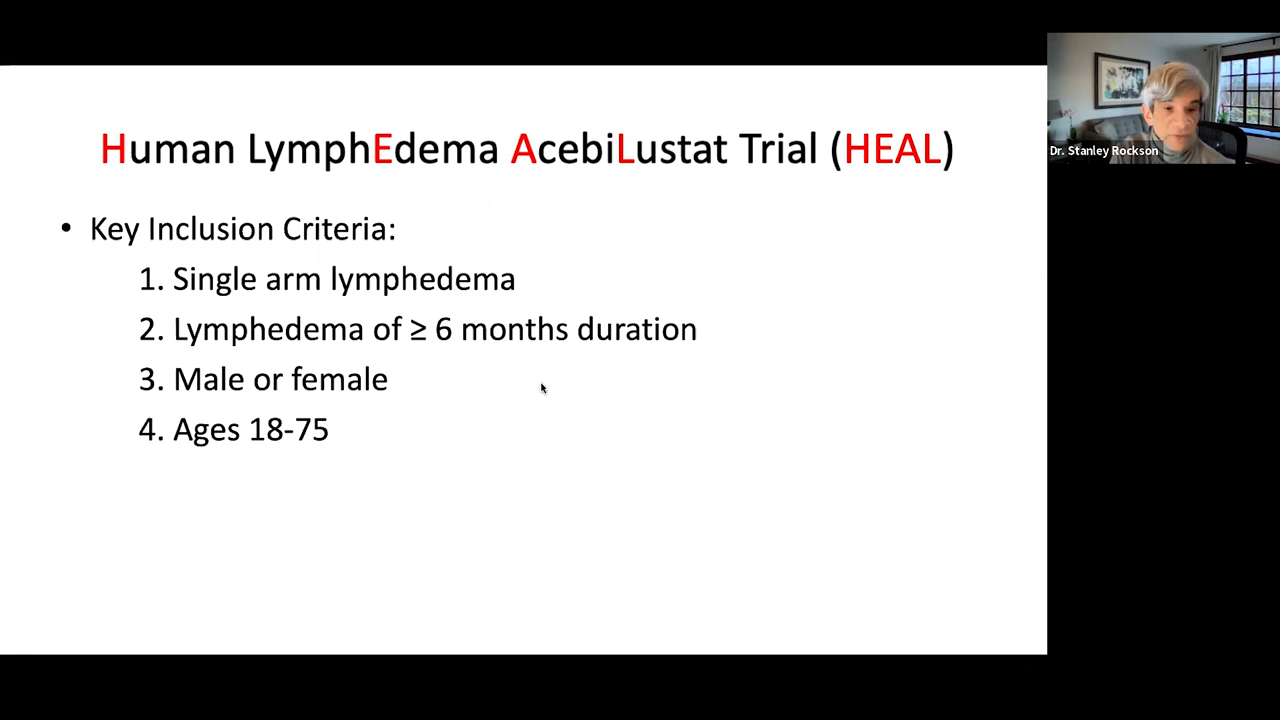 Human LymphEdema AcebiLustat Trial (HEAL)
• Key Inclusion Criteria:
1. Single arm lymphedema
2. Lymphedema of ≥ 6 months duration
3. Male or female
4. Ages 18-75
Dr. Stanley Rockson